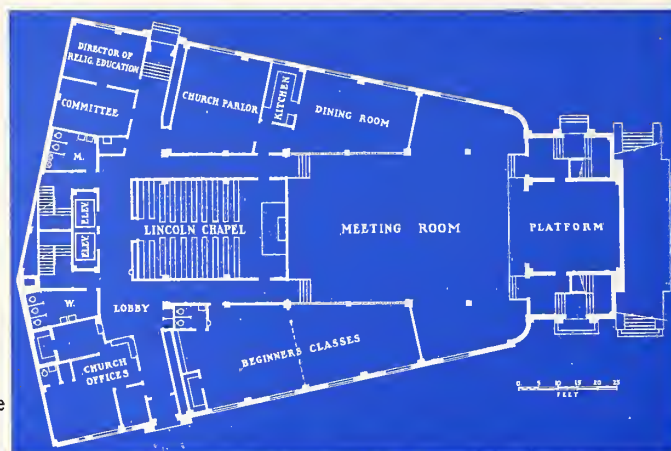 DIRECTOR OF
RELIG. EDUCATION
COMMITTEE
M.
CHURCH PARLOR
KITCHEN
DINING ROOM
ELEV.
ELEV.
LINCOLN CHAPEL
MEETING ROOM
PLATFORM
W.
LOBBY
BEGINNERS CLASSES
CHURCH
OFFICES
0 5 10 15 20 25
FEET
e